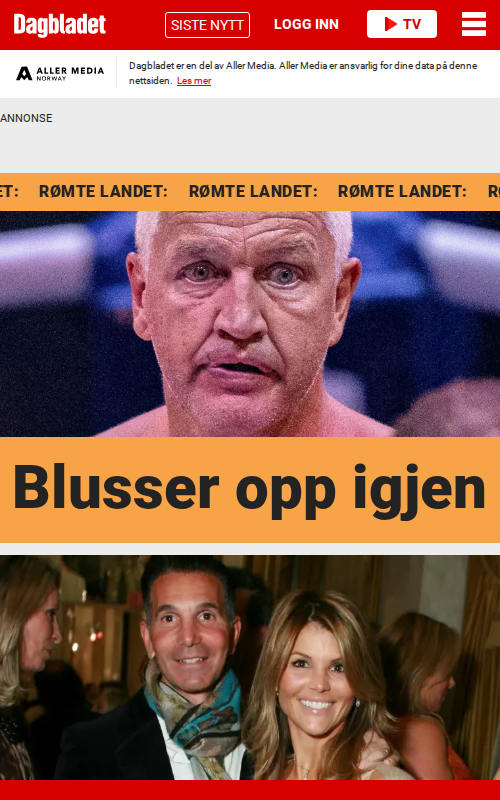 Dagbladet
SISTE NYTT
LOGG INN
TV
ALLER MEDIA
NORWAY
Dagbladet er en del av Aller Media. Aller Media er ansvarlig for dine data på denne
nettsiden. Les mer
ANNONSE
ET: RØMTE LANDET: RØMTE LANDET: RØMTE LANDET: R
Blusser opp igjen